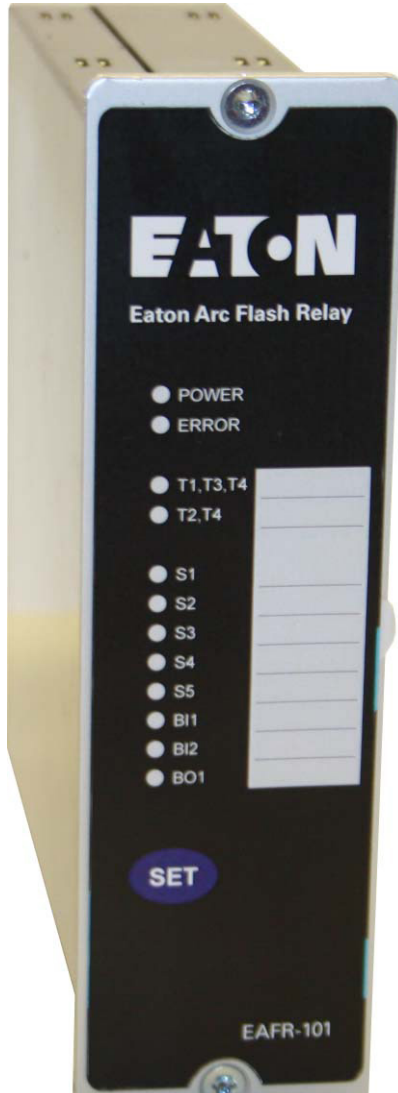 EATON
Eaton Arc Flash Relay
POWER
ERROR
T1,T3,T4
T2,T4
S1
S2
S3
S4
S5
BI1
BI2
BO1
SET
EAFR-101